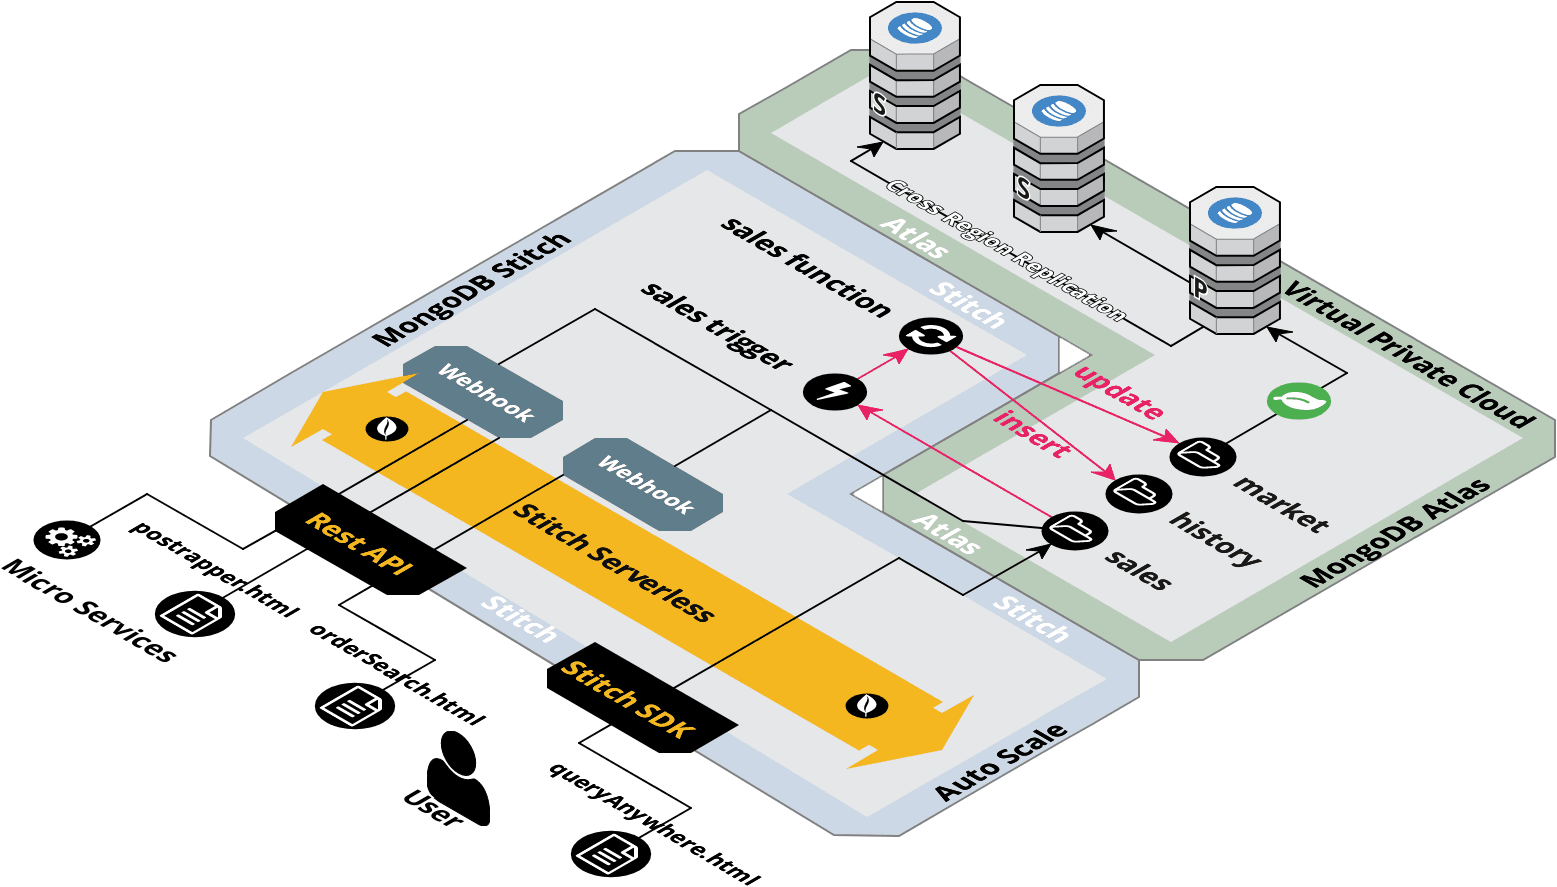 S
S
P
Cross Region Replication
Atlas
Stitch
sales function
sales trigger
MongoDB Stitch
Virtual Private Cloud
Webhook
Webhook
update
insert
market
history
sales
MongoDB Atlas
Atlas
Stitch
Rest API
Stitch Serverless
postrapper.html
Micro Services
orderSearch.html
Stitch
Stitch SDK
User
queryAnywhere.html
Auto Scale